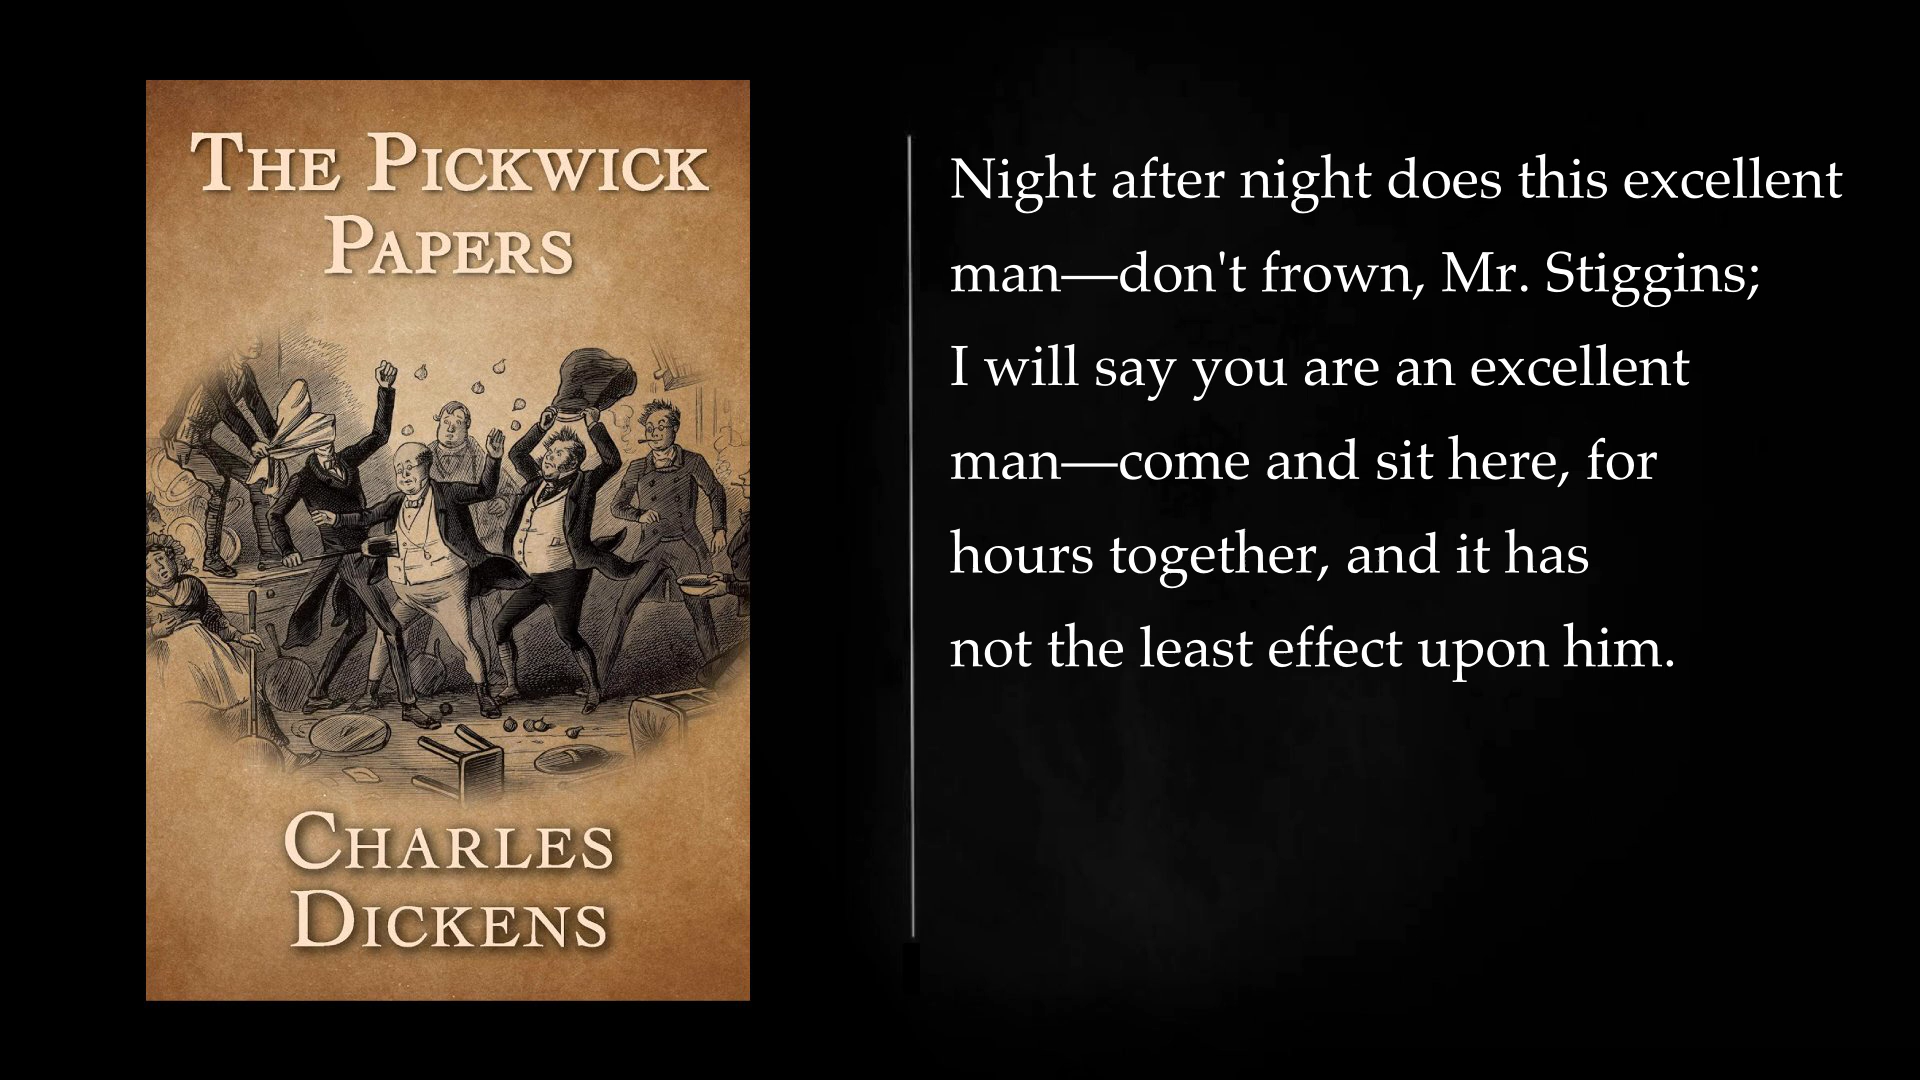 THE PICKWICK
PAPERS
CHARLES
DICKENS
Night after night does this excellent
man—don't frown, Mr. Stiggins;
I will say you are an excellent
man—come and sit here, for
hours together, and it has
not the least effect upon him.